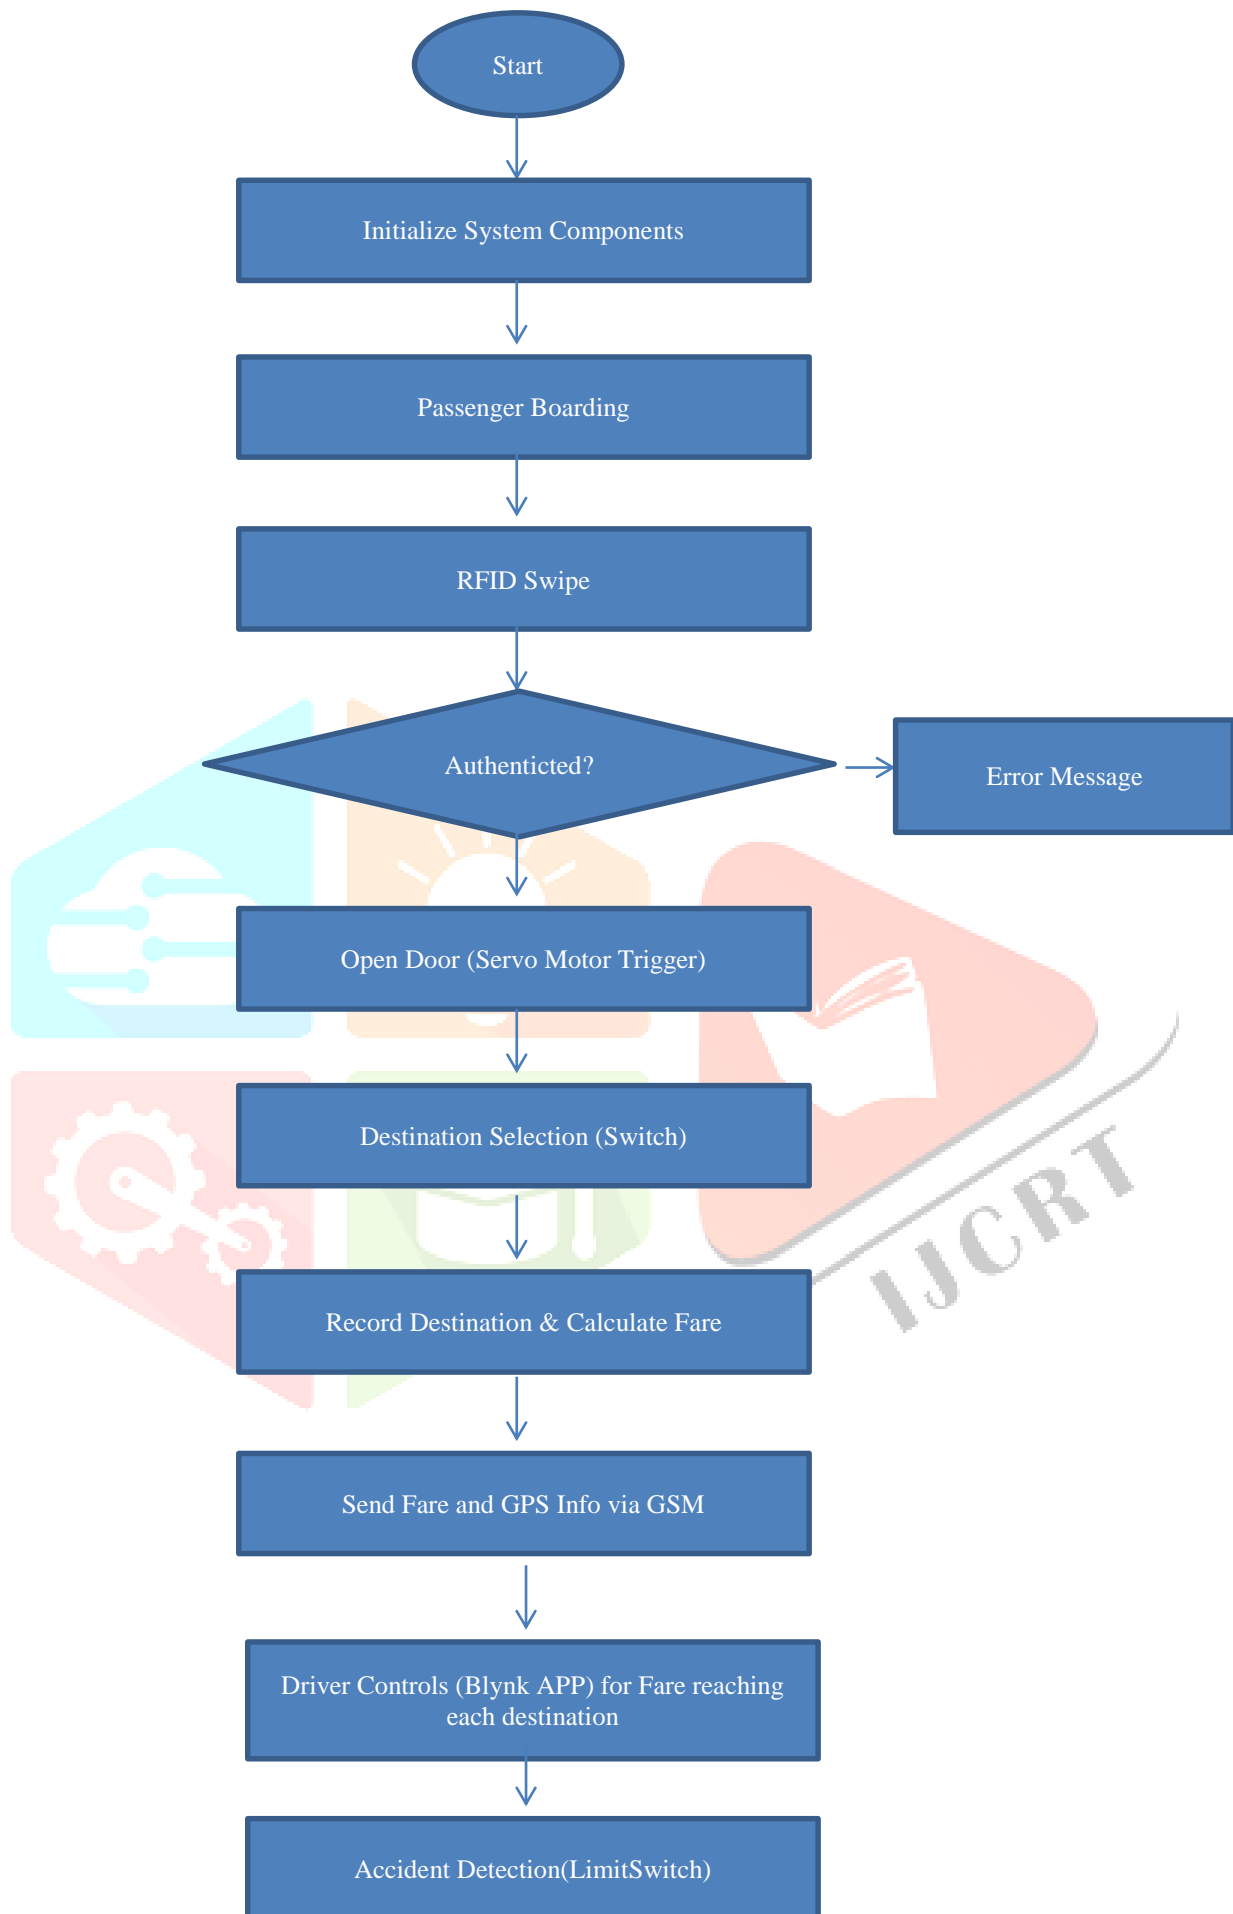 Start
Initialize System Components
Passenger Boarding
RFID Swipe
Authenticted?
Error Message
Open Door (Servo Motor Trigger)
Destination Selection (Switch)
Record Destination & Calculate Fare
IJCRT
Send Fare and GPS Info via GSM
Driver Controls (Blynk APP) for Fare reaching
each destination
Accident Detection(LimitSwitch)